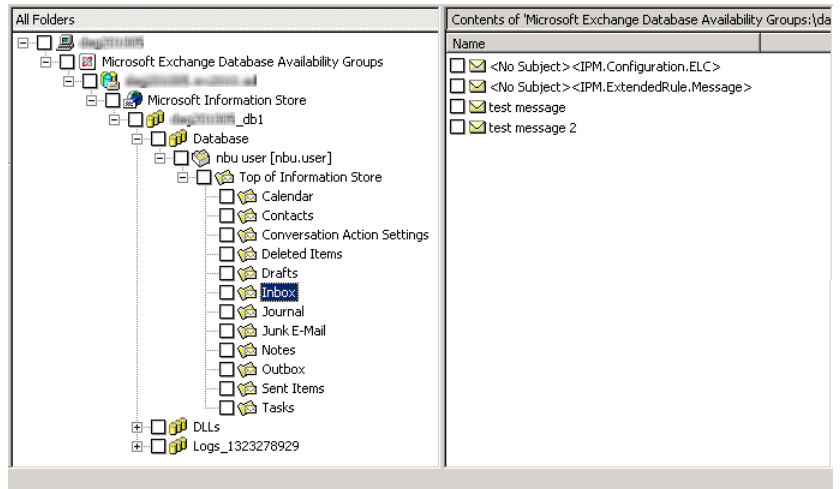 All Folders
Microsoft Exchange Database Availability Groups
Microsoft Information Store
_db1
Database
nbu user [nbu.user]
Top of Information Store
Calendar
Contacts
Conversation Action Settings
Deleted Items
Drafts
Inbox
Journal
Junk E-Mail
Notes
Outbox
Sent Items
Tasks
DLLs
Logs_1323278929
Contents of 'Microsoft Exchange Database Availability Groups:\da
Name
<No Subject><IPM.Configuration.ELC>
<No Subject><IPM.ExtendedRule.Message>
test message
test message 2